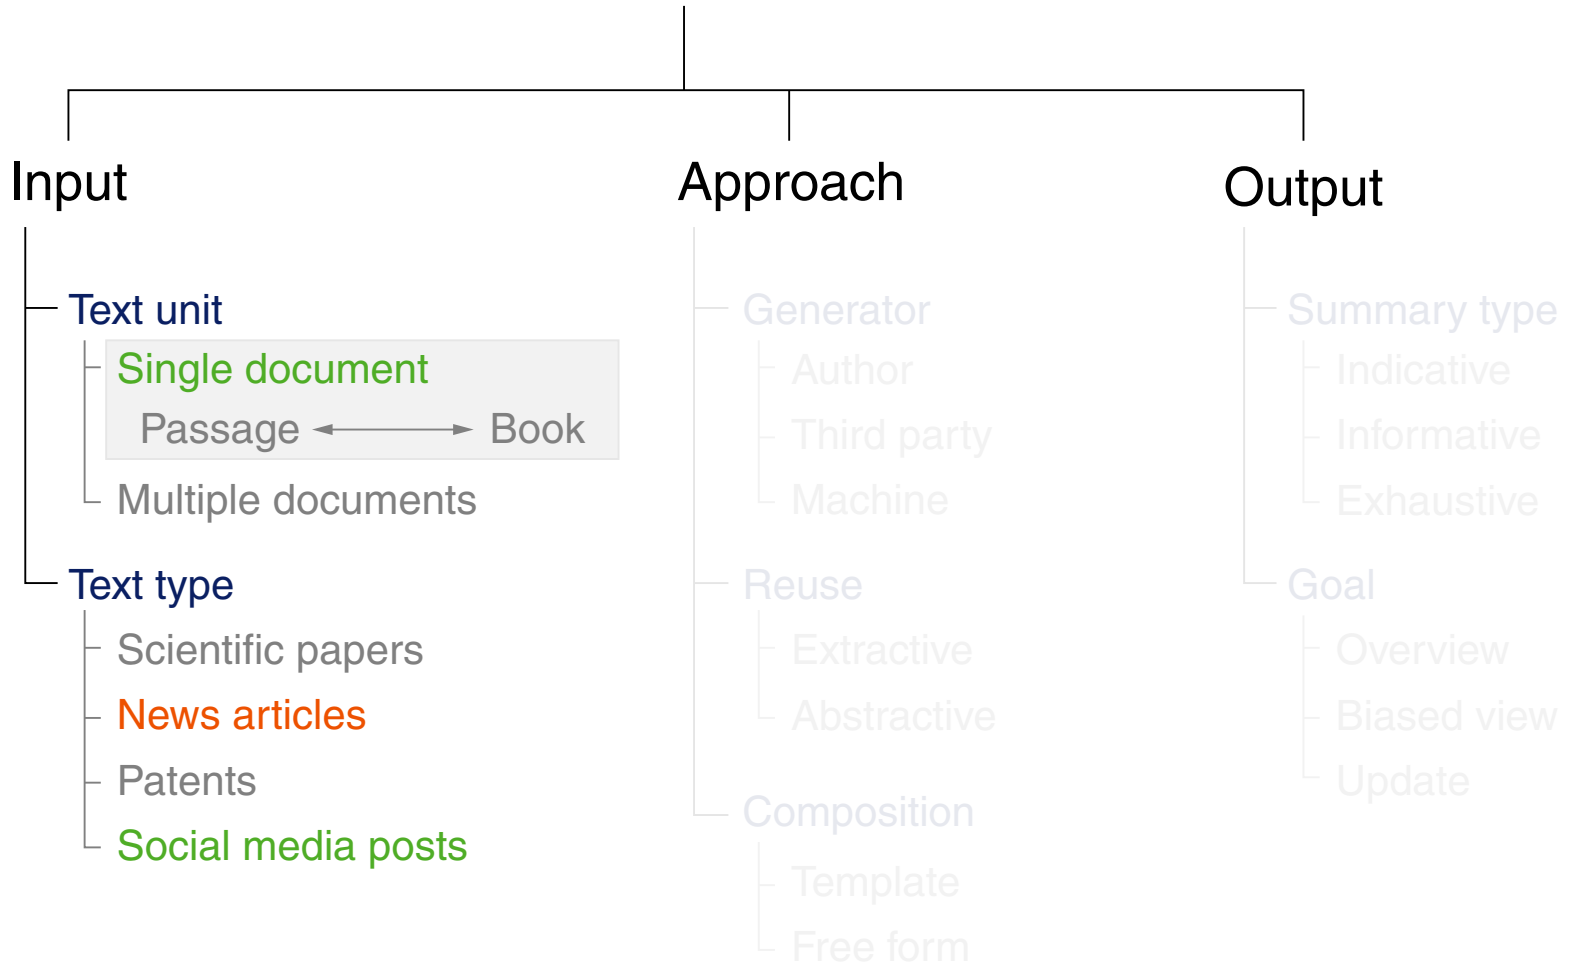 Input
Text unit
Single document
Passage Book
Multiple documents
Text type
Scientific papers
News articles
Patents
Social media posts
Approach
Generator
Author
Third party
Machine
Reuse
Extractive
Abstractive
Composition
Template
Free form
Output
Summary type
Indicative
Informative
Exhaustive
Goal
Overview
Biased view
Update